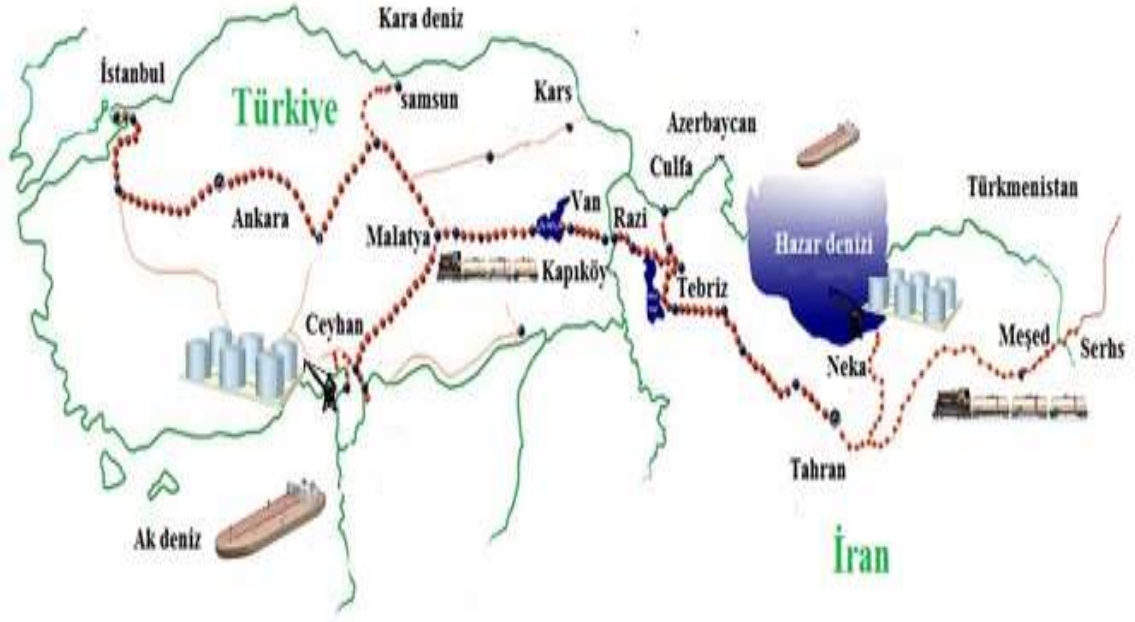 Kara deniz
İstanbul
Türkiye
samsun
Kars
Azerbaycan
Culfa
Türkmenistan
Van
Razi
Ankara
Malatya
Hazar denizi
Kapıköy
Tebriz
Ceyhan
Meşed
Serhs
Neka
Tahran
Ak deniz
İran